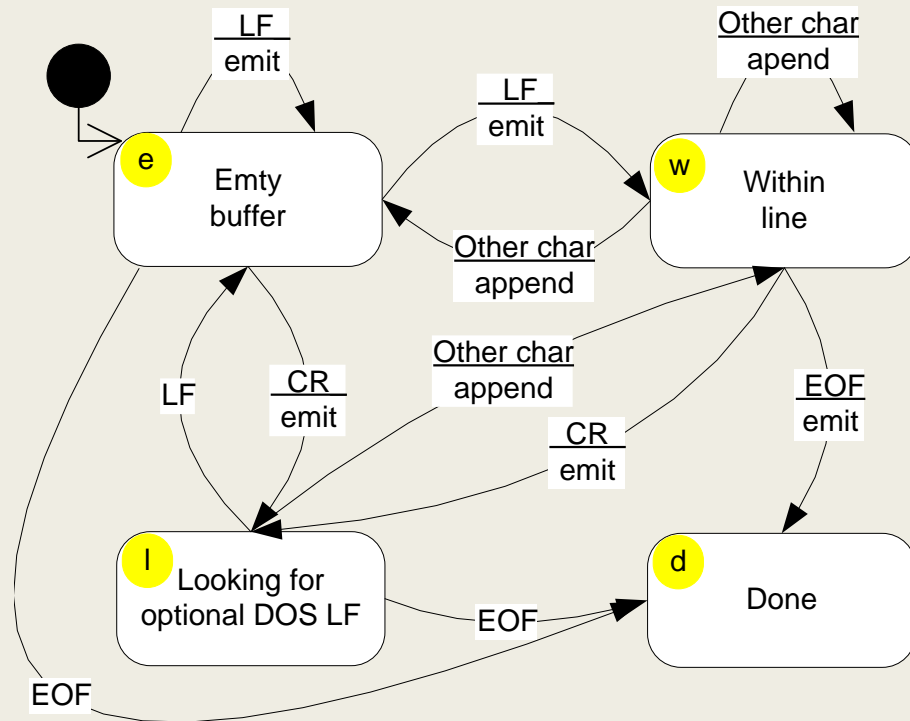 LF
emit
Other char
apend
LF
emit
e
Emty
buffer
w
Within
line
Other char
append
Other char
append
LF
CR
emit
EOF
emit
CR
emit
l
Looking for
optional DOS LF
d
Done
EOF
EOF